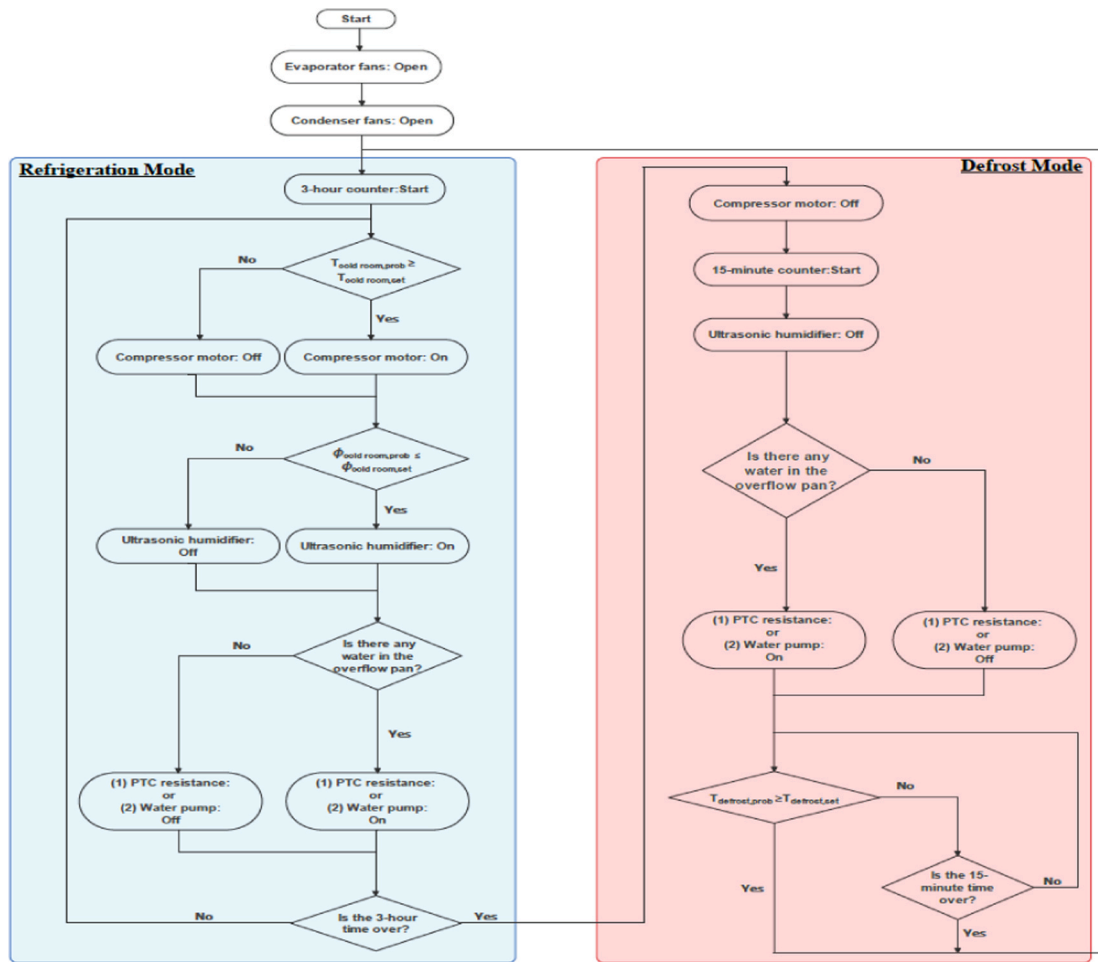 Start
Evaporator fans: Open
Condenser fans: Open
Refrigeration Mode
3-hour counter:Start
No
Tcold room,prob ≥
Tcold room,set
Yes
Compressor motor: Off
Compressor motor: On
No
ϕcold room,prob ≤
ϕcold room,set
Yes
Ultrasonic humidifier:
Off
Ultrasonic humidifier: On
No
Is there any
water in the
overflow pan?
Yes
(1) PTC resistance:
or
(2) Water pump:
Off
(1) PTC resistance:
or
(2) Water pump:
On
No
Is the 3-hour
time over?
Yes
Defrost Mode
Compressor motor: Off
15-minute counter:Start
Ultrasonic humidifier: Off
Is there any
water in the
overflow pan?
No
Yes
(1) PTC resistance:
or
(2) Water pump:
On
(1) PTC resistance:
or
(2) Water pump:
Off
Tdefrost,prob ≥Tdefrost,set
No
Yes
Is the 15-
minute time
over?
No
Yes